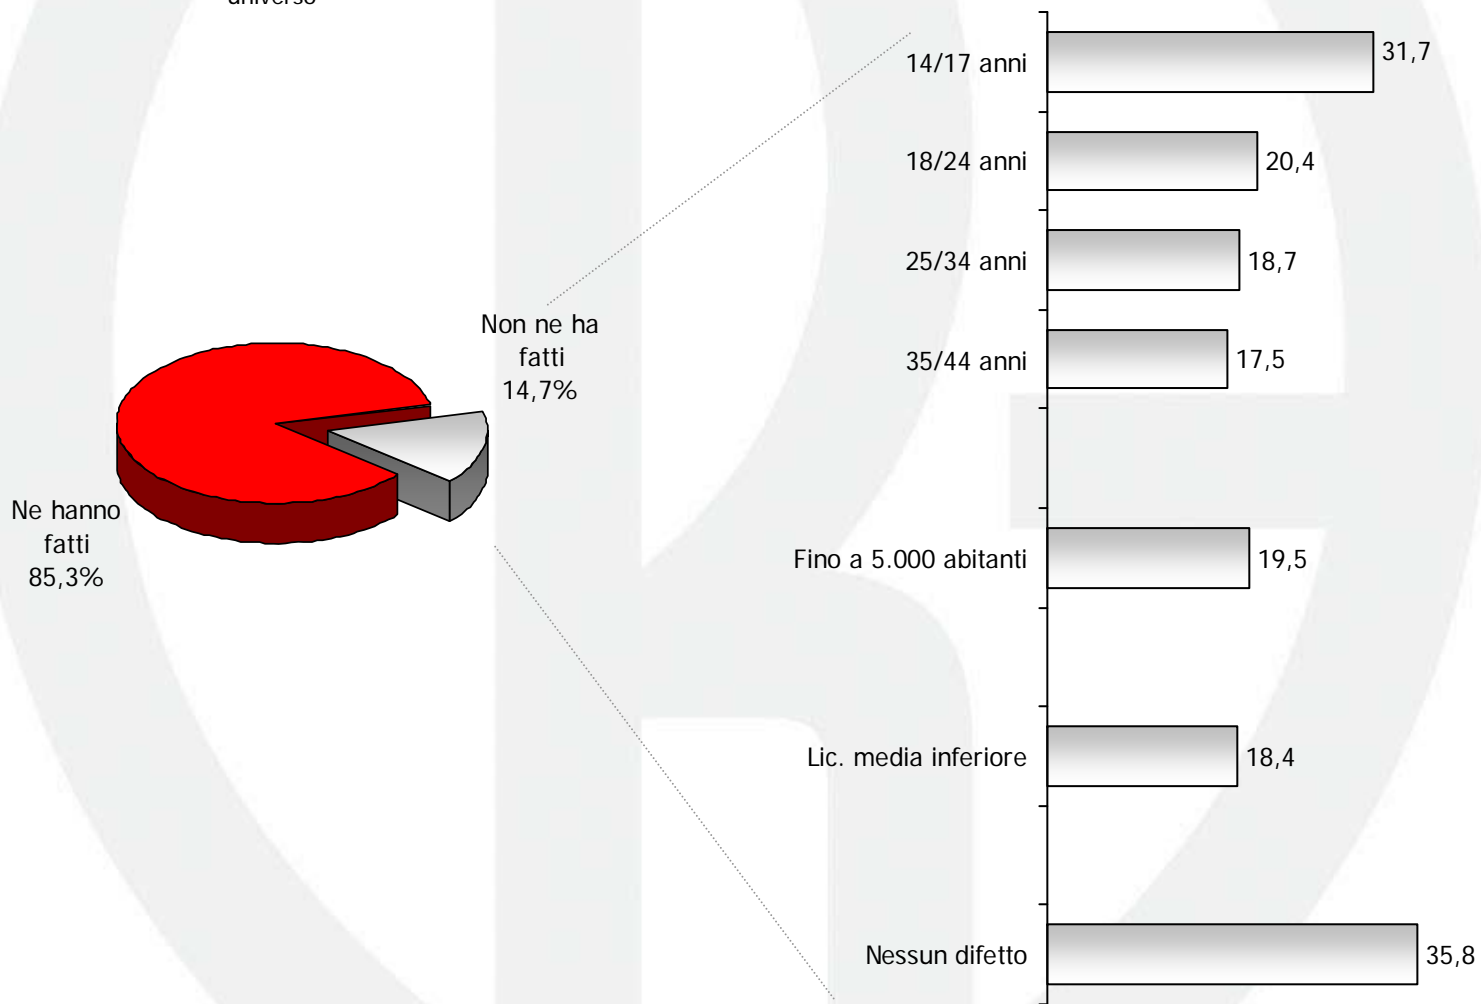 universo
14/17 anni
31,7
18/24 anni
20,4
25/34 anni
18,7
35/44 anni
17,5
Non ne ha
fatti
14,7%
Ne hanno
fatti
85,3%
Fino a 5.000 abitanti
19,5
Lic. media inferiore
18,4
Nessun difetto
35,8